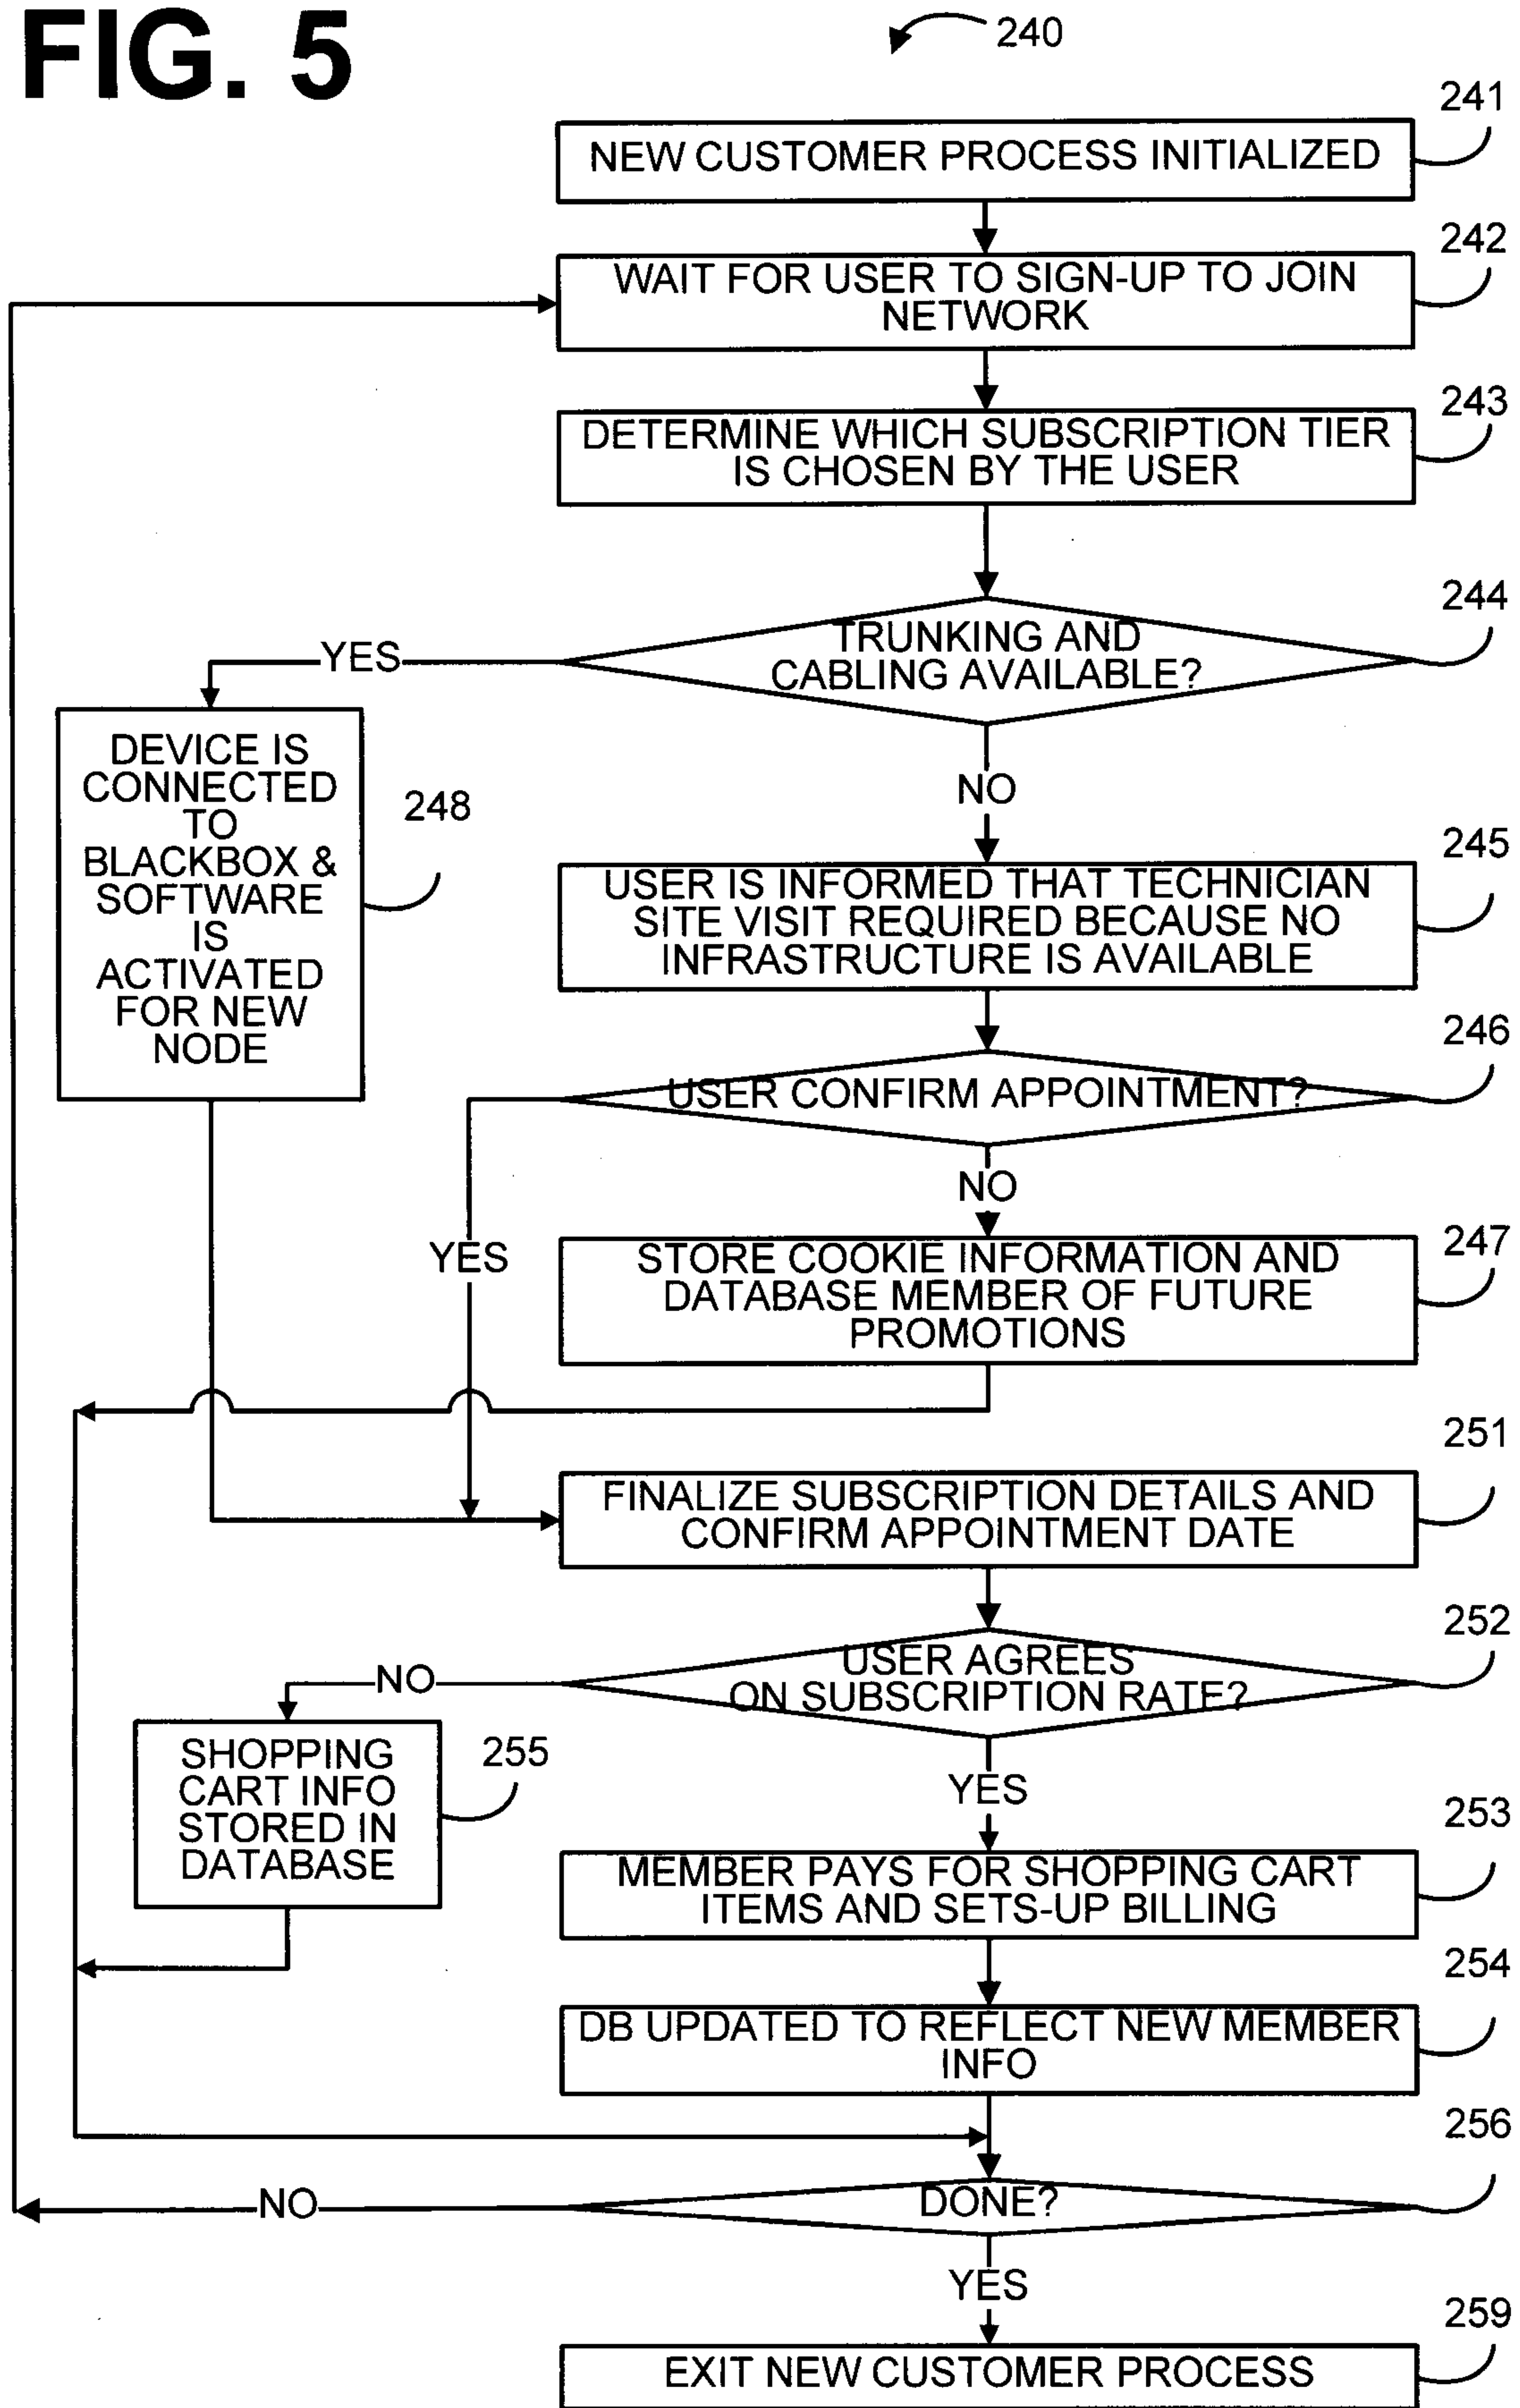 FIG. 5
240
241
NEW CUSTOMER PROCESS INITIALIZED
242
WAIT FOR USER TO SIGN-UP TO JOIN
NETWORK
243
DETERMINE WHICH SUBSCRIPTION TIER
IS CHOSEN BY THE USER
244
TRUNKING AND
CABLING AVAILABLE?
YES
NO
DEVICE IS
CONNECTED
TO
BLACKBOX &
SOFTWARE
IS
ACTIVATED
FOR NEW
NODE
248
245
USER IS INFORMED THAT TECHNICIAN
SITE VISIT REQUIRED BECAUSE NO
INFRASTRUCTURE IS AVAILABLE
246
USER CONFIRM APPOINTMENT?
NO
YES
247
STORE COOKIE INFORMATION AND
DATABASE MEMBER OF FUTURE
PROMOTIONS
251
FINALIZE SUBSCRIPTION DETAILS AND
CONFIRM APPOINTMENT DATE
252
USER AGREES
ON SUBSCRIPTION RATE?
NO
YES
SHOPPING
CART INFO
STORED IN
DATABASE
255
253
MEMBER PAYS FOR SHOPPING CART
ITEMS AND SETS-UP BILLING
254
DB UPDATED TO REFLECT NEW MEMBER
INFO
256
DONE?
NO
YES
259
EXIT NEW CUSTOMER PROCESS